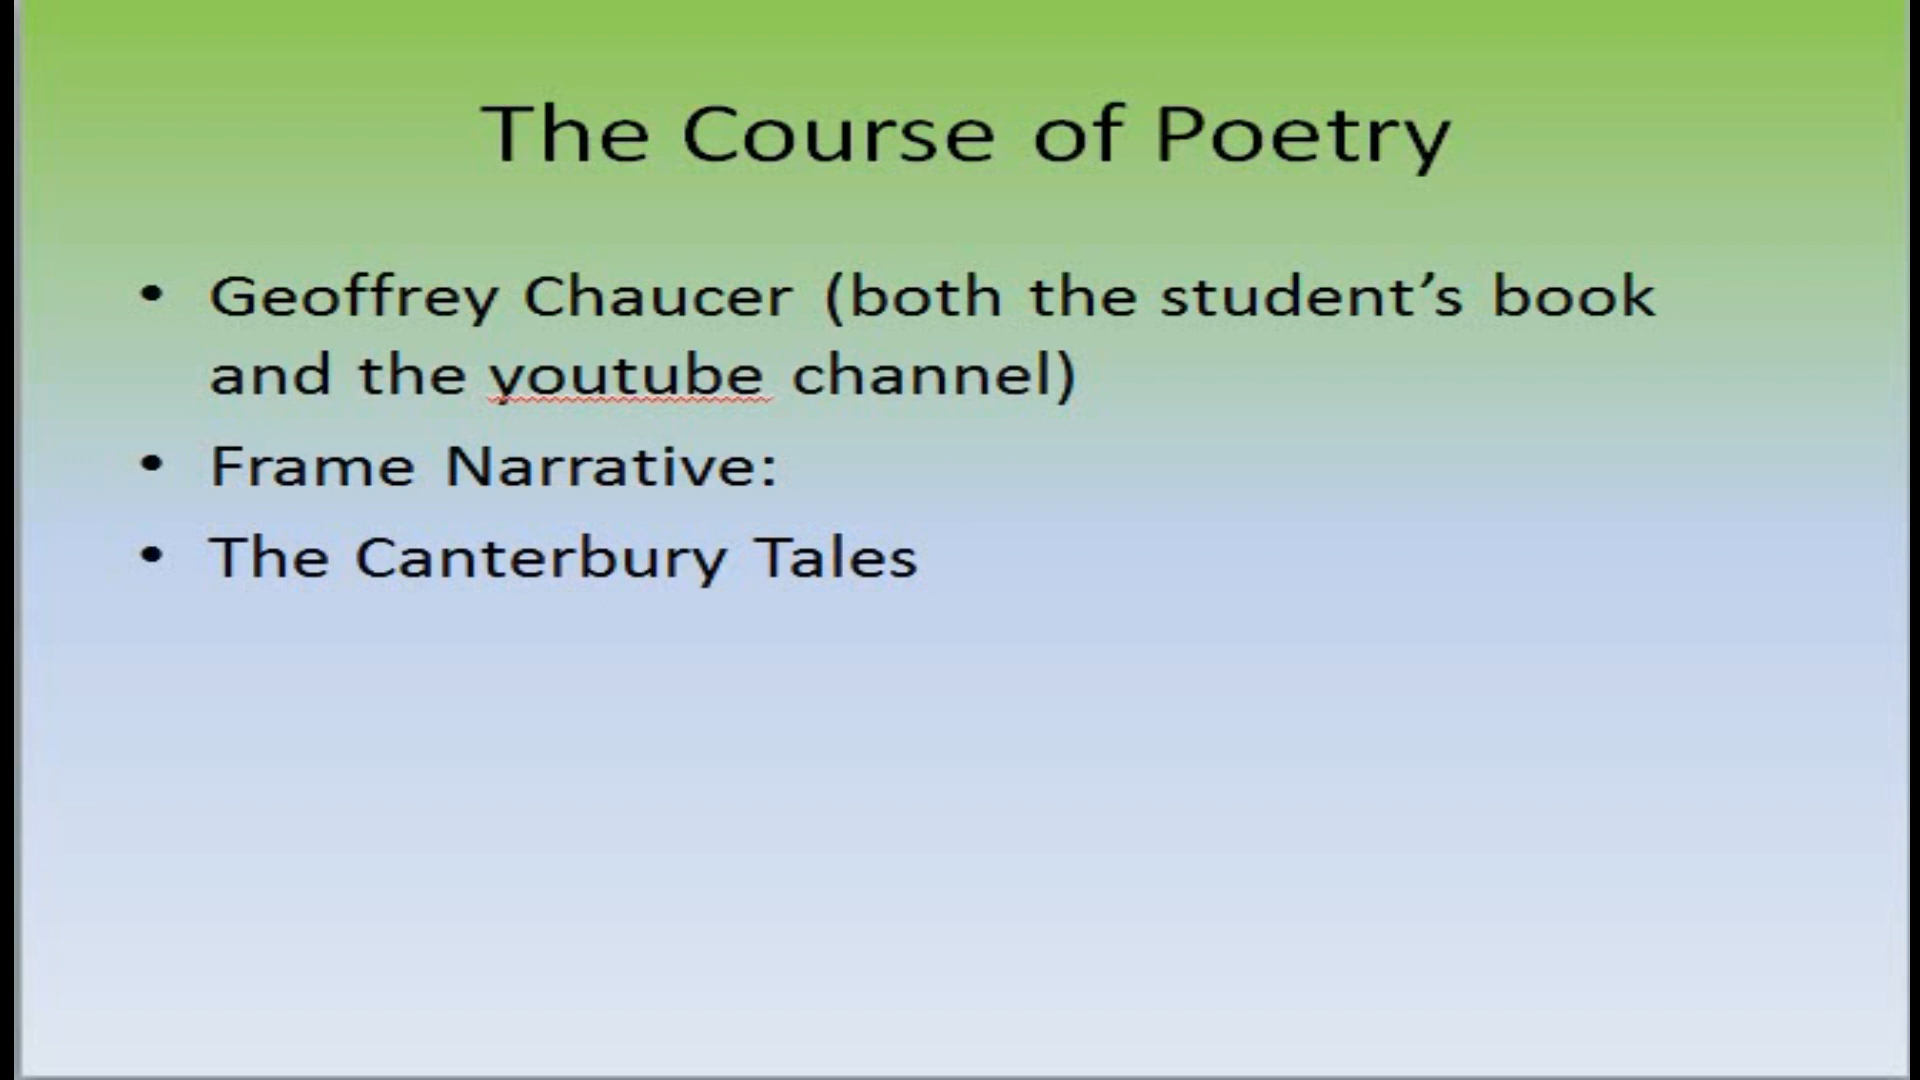 The Course of Poetry
• Geoffrey Chaucer (both the student’s book
and the youtube channel)
• Frame Narrative:
• The Canterbury Tales